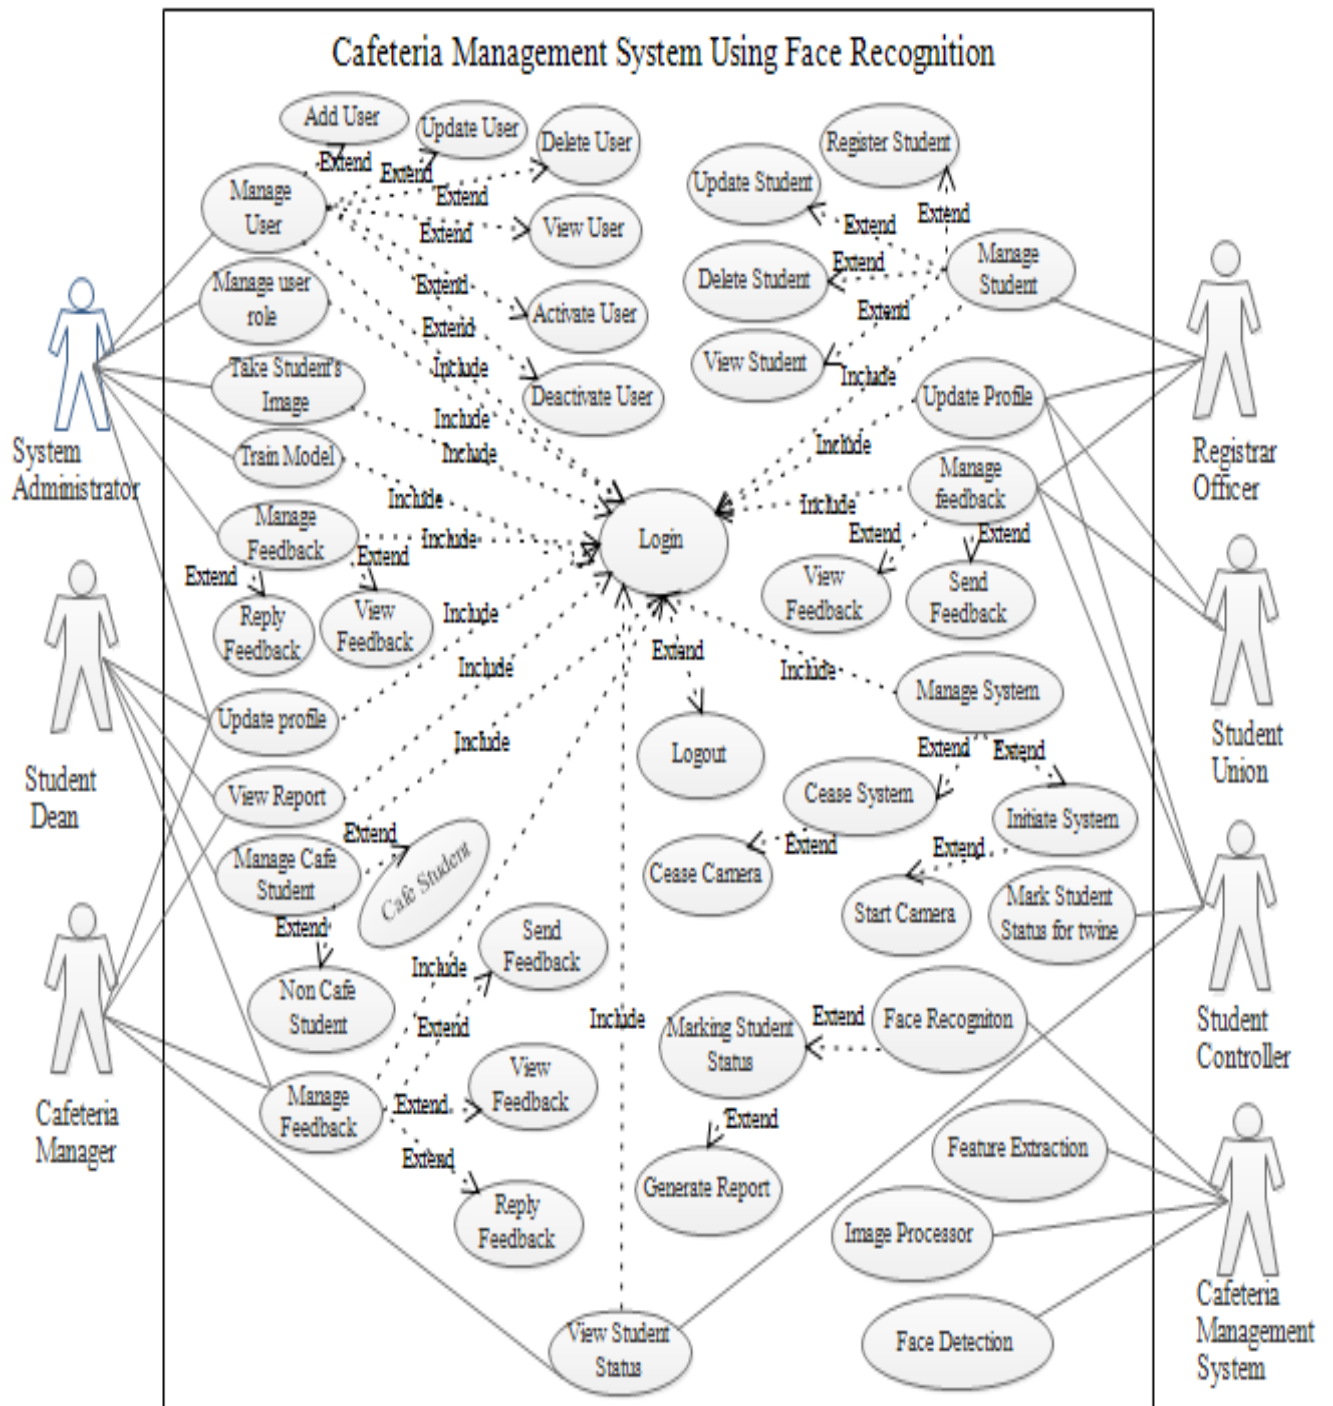 Cafeteria Management System Using Face Recognition
Add User
Update User
Delete User
Extend
Extend
Extend
Manage
User
Extend
View User
Extend
Activate User
Extend
Deactivate User
Register Student
Update Student
Extend
Extend
Manage
Student
Delete Student
Extend
Extend
View Student
Include
Manage user
role
Include
Take Student's
Image
Include
Include
Train Model
Include
Update Profile
Include
Manage
feedback
Include
Extend
Extend
View
Feedback
Send
Feedback
Login
Manage
Feedback
Include
Extend
Extend
Reply
Feedback
View
Feedback
Include
Include
Include
Extend
Include
Manage System
Update profile
Logout
Extend
Extend
Cease System
Initiate System
View Report
Extend
Extend
Extend
Manage Cafe
Student
Cafe Student
Cease Camera
Start Camera
Mark Student
Status for twine
Extend
Non Cafe
Student
Send
Feedback
Include
Extend
Include
Marking Student
Status
Extend
Face Recogniton
Manage
Feedback
Extend
View
Feedback
Extend
Extend
Feature Extraction
Generate Report
Reply
Feedback
Image Processor
View Student
Status
Face Detection
System
Administrator
Student
Dean
Cafeteria
Manager
Registrar
Officer
Student
Union
Student
Controller
Cafeteria
Management
System